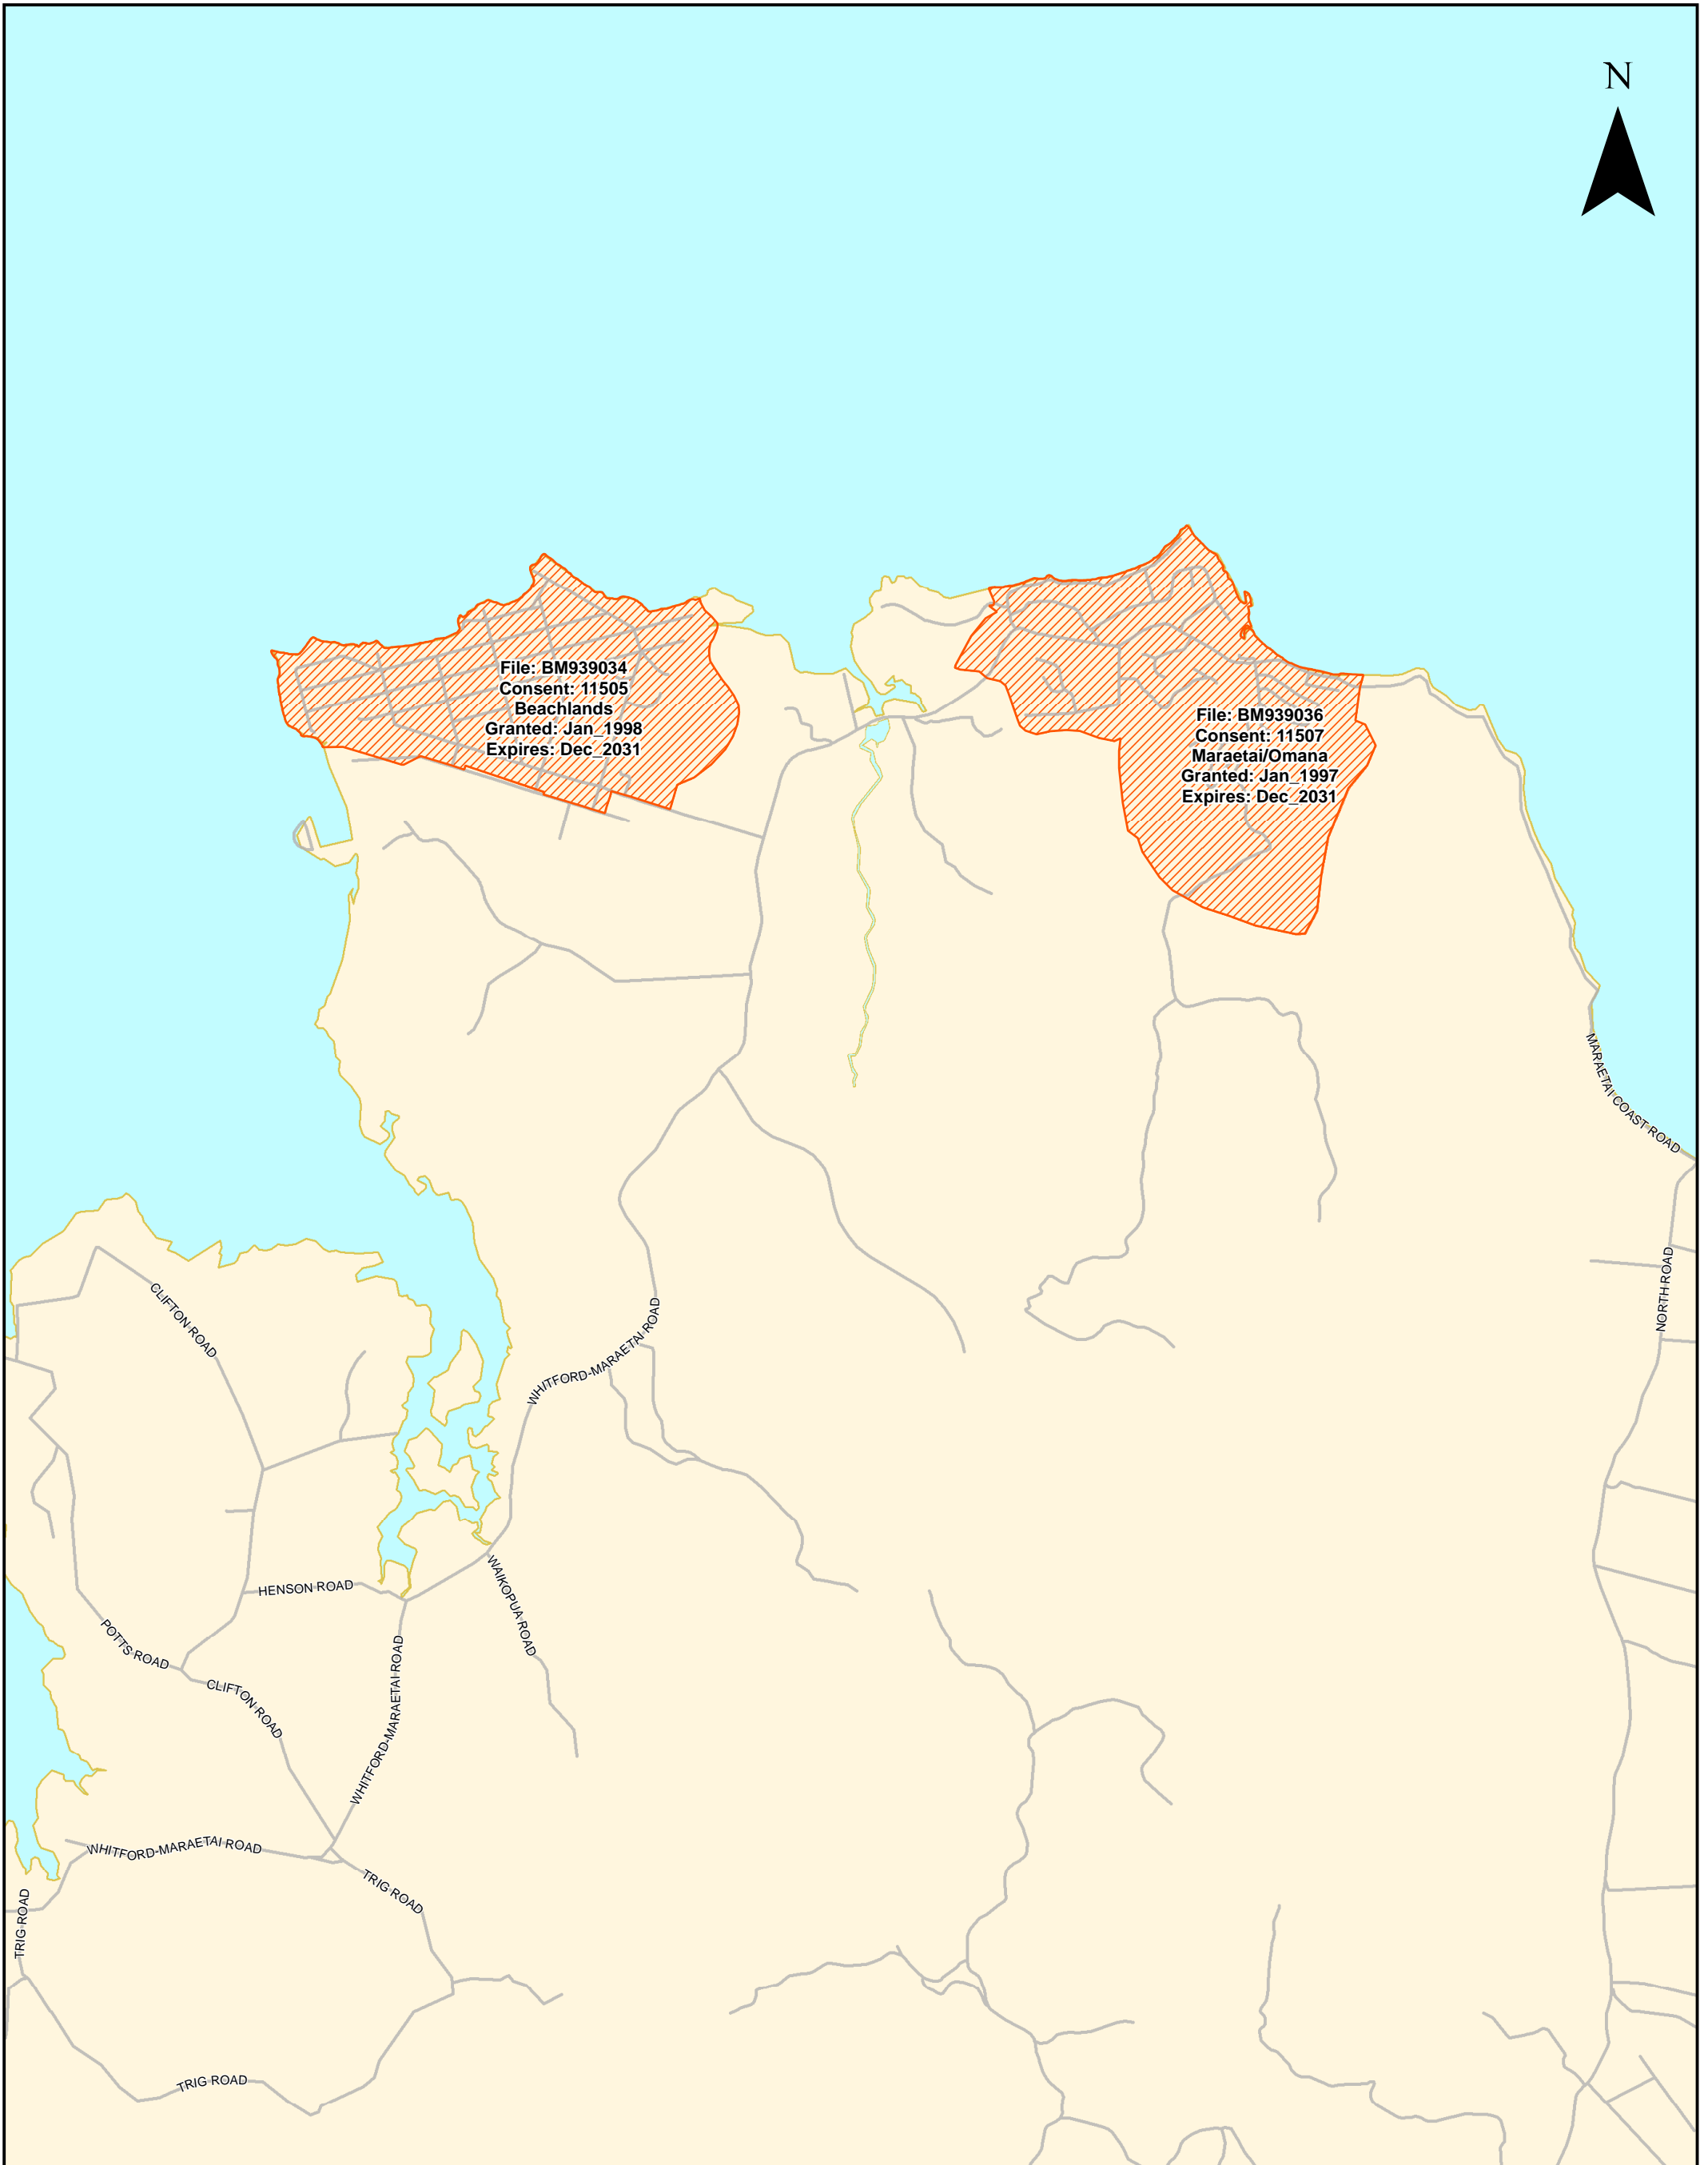 N
File: BM939034
Consent: 11505
Beachlands
Granted: Jan_1998
Expires: Dec_2031
File: BM939036
Consent: 11507
Maraetai/Omana
Granted: Jan_1997
Expires: Dec_2031
MARAETAI COAST ROAD
NORTH ROAD
CLIFTON ROAD
WHITFORD-MARAETAI ROAD
HENSON ROAD
WAIKOPUA ROAD
POTTS ROAD
CLIFTON ROAD
WHITFORD-MARAETAI ROAD
WHITFORD-MARAETAI ROAD
TRIG ROAD
TRIG ROAD
TRIG ROAD